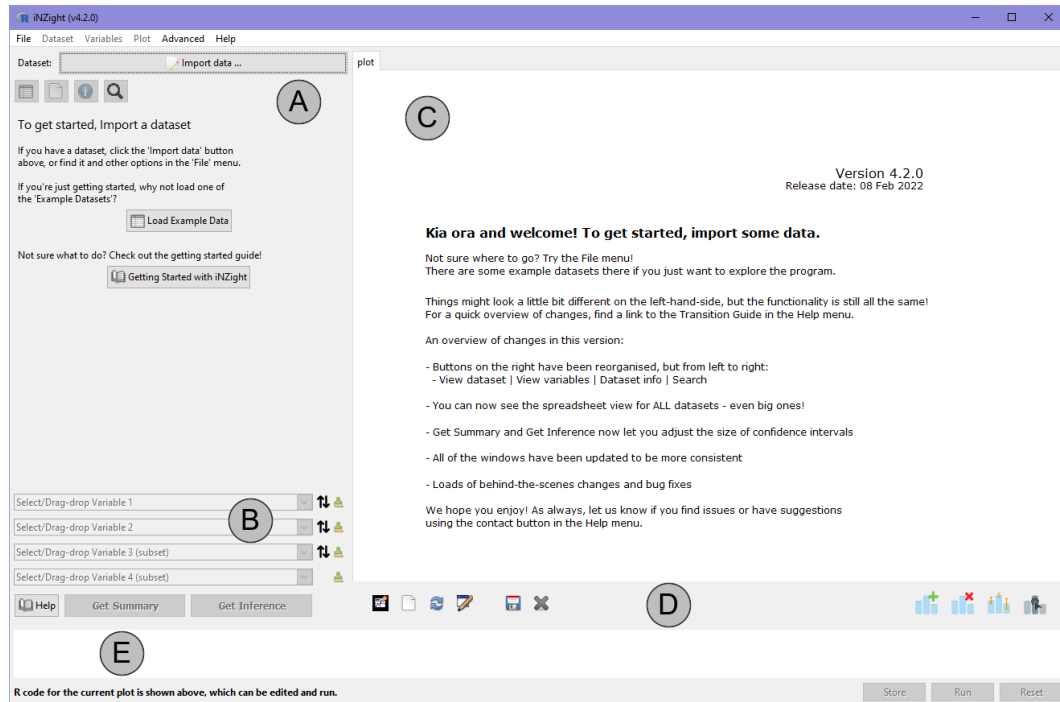 iNZight (v4.2.0)
File Dataset Variables Plot Advanced Help
Dataset: Import data ...
plot
A
C
To get started, Import a dataset
If you have a dataset, click the 'Import data' button
above, or find it and other options in the 'File' menu.
If you're just getting started, why not load one of
the 'Example Datasets'?
Load Example Data
Not sure what to do? Check out the getting started guide!
Getting Started with iNZight
Version 4.2.0
Release date: 08 Feb 2022
Kia ora and welcome! To get started, import some data.
Not sure where to go? Try the File menu!
There are some example datasets there if you just want to explore the program.
Things might look a little bit different on the left-hand-side, but the functionality is still all the same!
For a quick overview of changes, find a link to the Transition Guide in the Help menu.
An overview of changes in this version:
- Buttons on the right have been reorganised, but from left to right:
- View dataset | View variables | Dataset info | Search
- You can now see the spreadsheet view for ALL datasets - even big ones!
- Get Summary and Get Inference now let you adjust the size of confidence intervals
- All of the windows have been updated to be more consistent
- Loads of behind-the-scenes changes and bug fixes
We hope you enjoy! As always, let us know if you find issues or have suggestions
using the contact button in the Help menu.
Select/Drag-drop Variable 1
Select/Drag-drop Variable 2
B
Select/Drag-drop Variable 3 (subset)
Select/Drag-drop Variable 4 (subset)
Help Get Summary Get Inference
D
E
R code for the current plot is shown above, which can be edited and run.
Store Run Reset